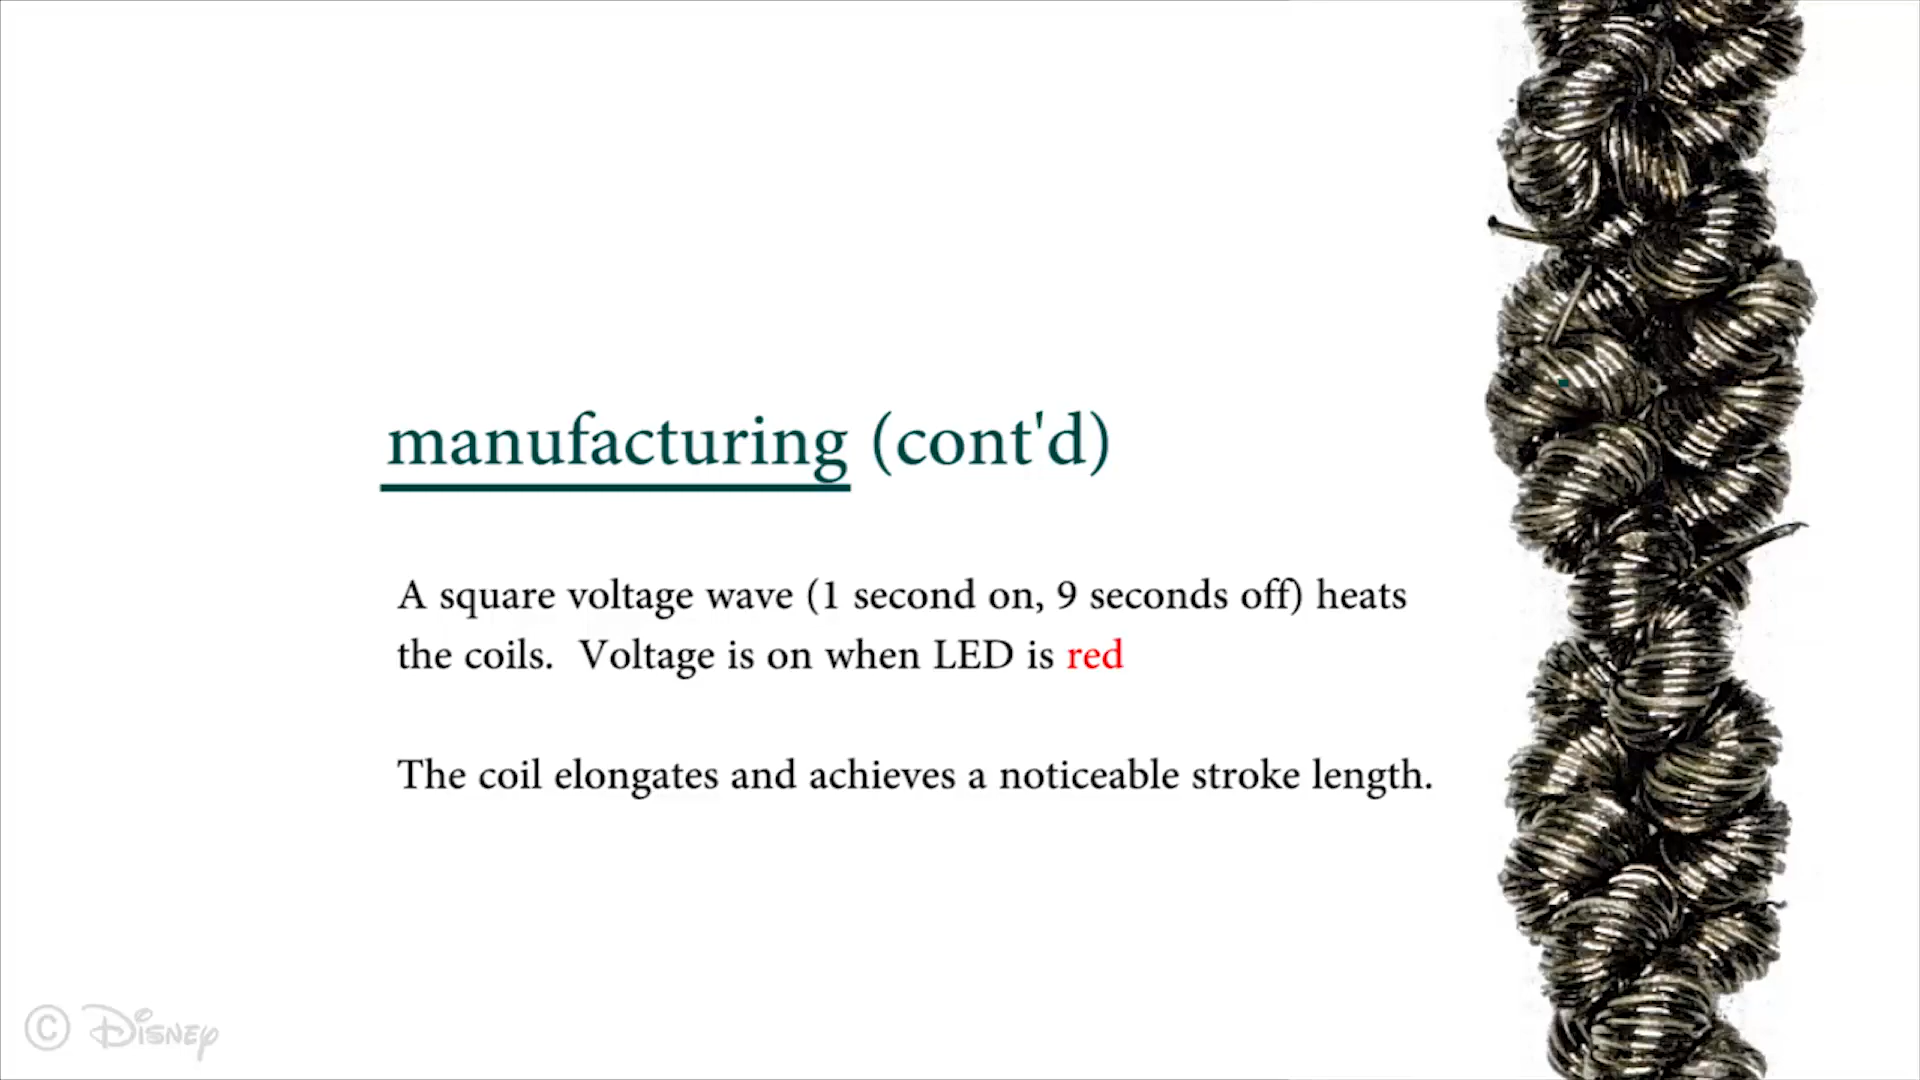 manufacturing (cont'd)
A square voltage wave (1 second on, 9 seconds off) heats
the coils.  Voltage is on when LED is red
The coil elongates and achieves a noticeable stroke length.
© Disney